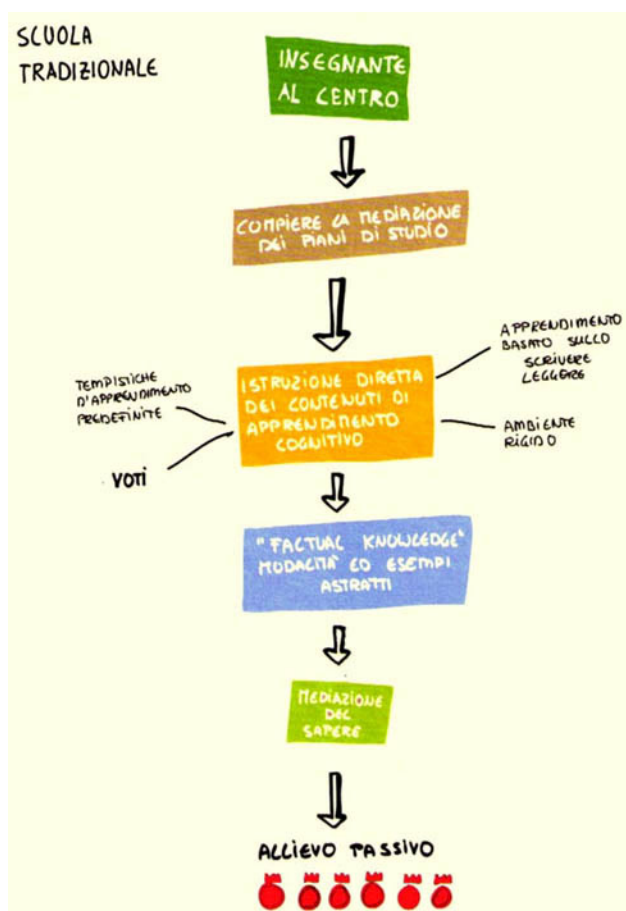 SCUOLA
TRADIZIONALE
INSEGNANTE
AL CENTRO
COMPIERE LA MEDIAZIONE
DEI PIANI DI STUDIO
APPRENDIMENTO
BASATO SULLO
SCRIVERE
LEGGERE
TEMPISTICHE
D'APPRENDIMENTO
PREDEFINITE
ISTRUZIONE DIRETTA
DEI CONTENUTI DI
APPRENDIMENTO
COGNITIVO
AMBIENTE
RIGIDO
VOTI
"FACTUAL KNOWLEDGE"
MODALITÀ ED ESEMPI
ASTRATTI
MEDIAZIONE
DEL
SAPERE
ALLIEVO PASSIVO